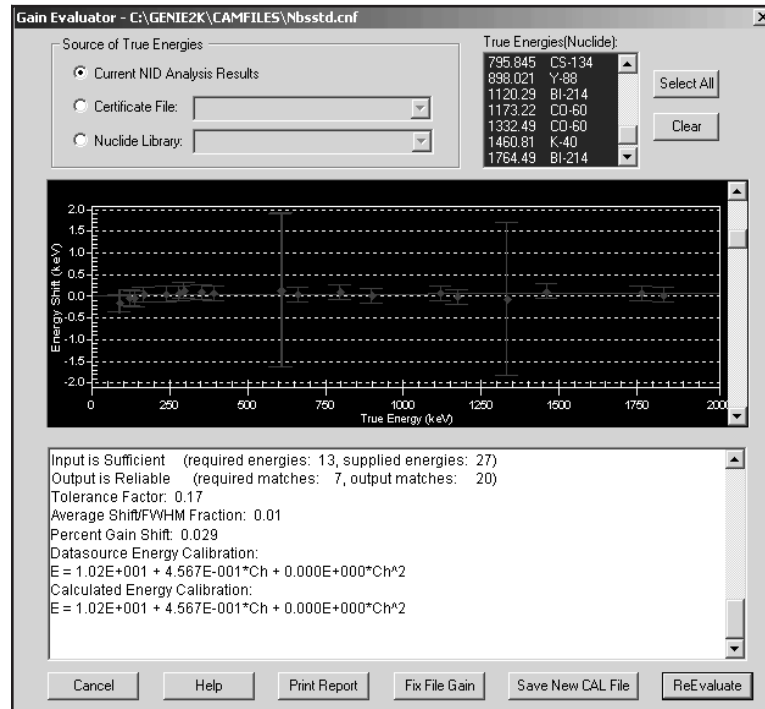 Gain Evaluator - C:\GENIE2K\CAMFILES\Nbsstd.cnf
Source of True Energies
Current NID Analysis Results
Certificate File:
Nuclide Library:
True Energies(Nuclide):
795.845 CS-134
898.021 Y-88
1120.29 BI-214
1173.22 CO-60
1332.49 CO-60
1460.81 K-40
1764.49 BI-214
Select All
Clear
Energy Shift (keV)
2.0
1.5
1.0
0.5
0.0
-0.5
-1.0
-1.5
-2.0
0 250 500 750 1000 1250 1500 1750 2000
True Energy (keV)
Input is Sufficient (required energies: 13, supplied energies: 27)
Output is Reliable (required matches: 7, output matches: 20)
Tolerance Factor: 0.17
Average Shift/FWHM Fraction: 0.01
Percent Gain Shift: 0.029
Datasource Energy Calibration:
E = 1.02E+001 + 4.567E-001*Ch + 0.000E+000*Ch^2
Calculated Energy Calibration:
E = 1.02E+001 + 4.567E-001*Ch + 0.000E+000*Ch^2
Cancel Help Print Report Fix File Gain Save New CAL File ReEvaluate